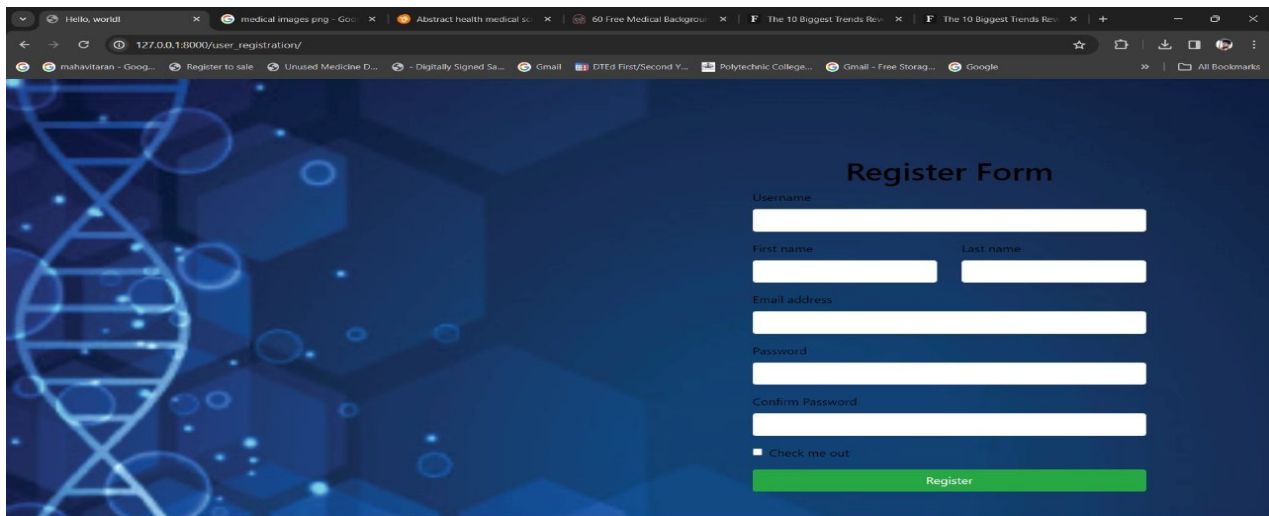 Hello, world!
medical images png - Goo
Abstract health medical sc
60 Free Medical Backgroun
F The 10 Biggest Trends Rev
F The 10 Biggest Trends Rev
127.0.0.1:8000/user_registration/
mahavitaran - Goog...
Register to sale
Unused Medicine D...
- Digitally Signed Sa...
Gmail
DTEd First/Second Y...
Polytechnic College...
Gmail - Free Storag...
Google
All Bookmarks
Register Form
Username
First name Last name
Email address
Password
Confirm Password
Check me out
Register